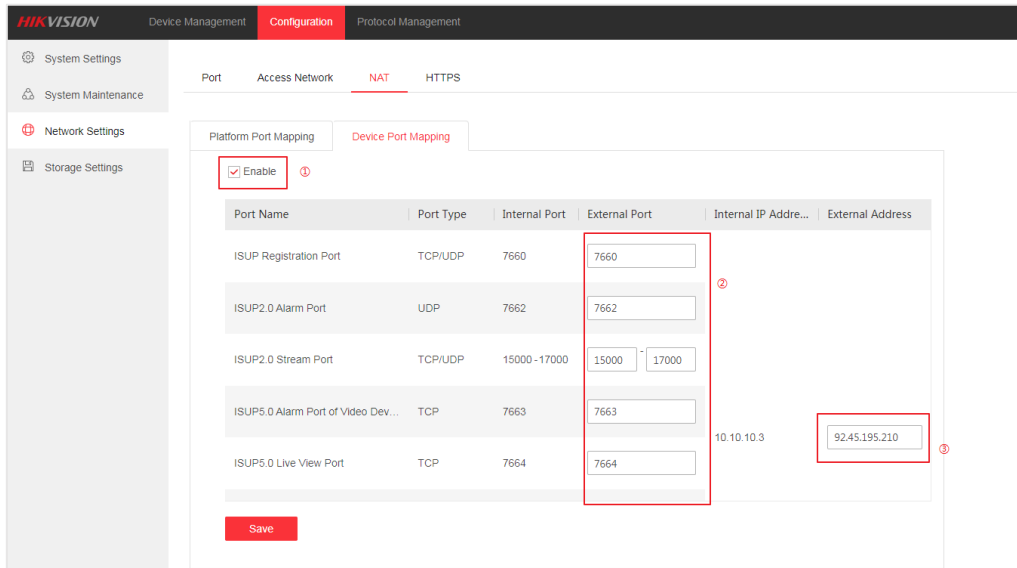 HIKVISION Device Management Configuration Protocol Management
System Settings
System Maintenance
Network Settings
Storage Settings
Port Access Network NAT HTTPS
Platform Port Mapping Device Port Mapping
Enable ①
Port Name Port Type Internal Port External Port Internal IP Addre... External Address
ISUP Registration Port TCP/UDP 7660 7660
②
ISUP2.0 Alarm Port UDP 7662 7662
ISUP2.0 Stream Port TCP/UDP 15000-17000 15000 - 17000
ISUP5.0 Alarm Port of Video Dev... TCP 7663 7663
10.10.10.3 92.45.195.210
③
ISUP5.0 Live View Port TCP 7664 7664
Save